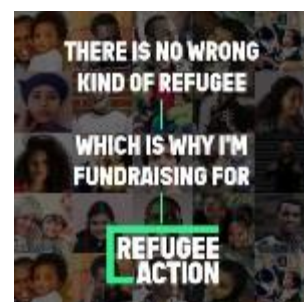 THERE IS NO WRONG
KIND OF REFUGEE
WHICH IS WHY I'M
FUNDRAISING FOR
REFUGEE
ACTION